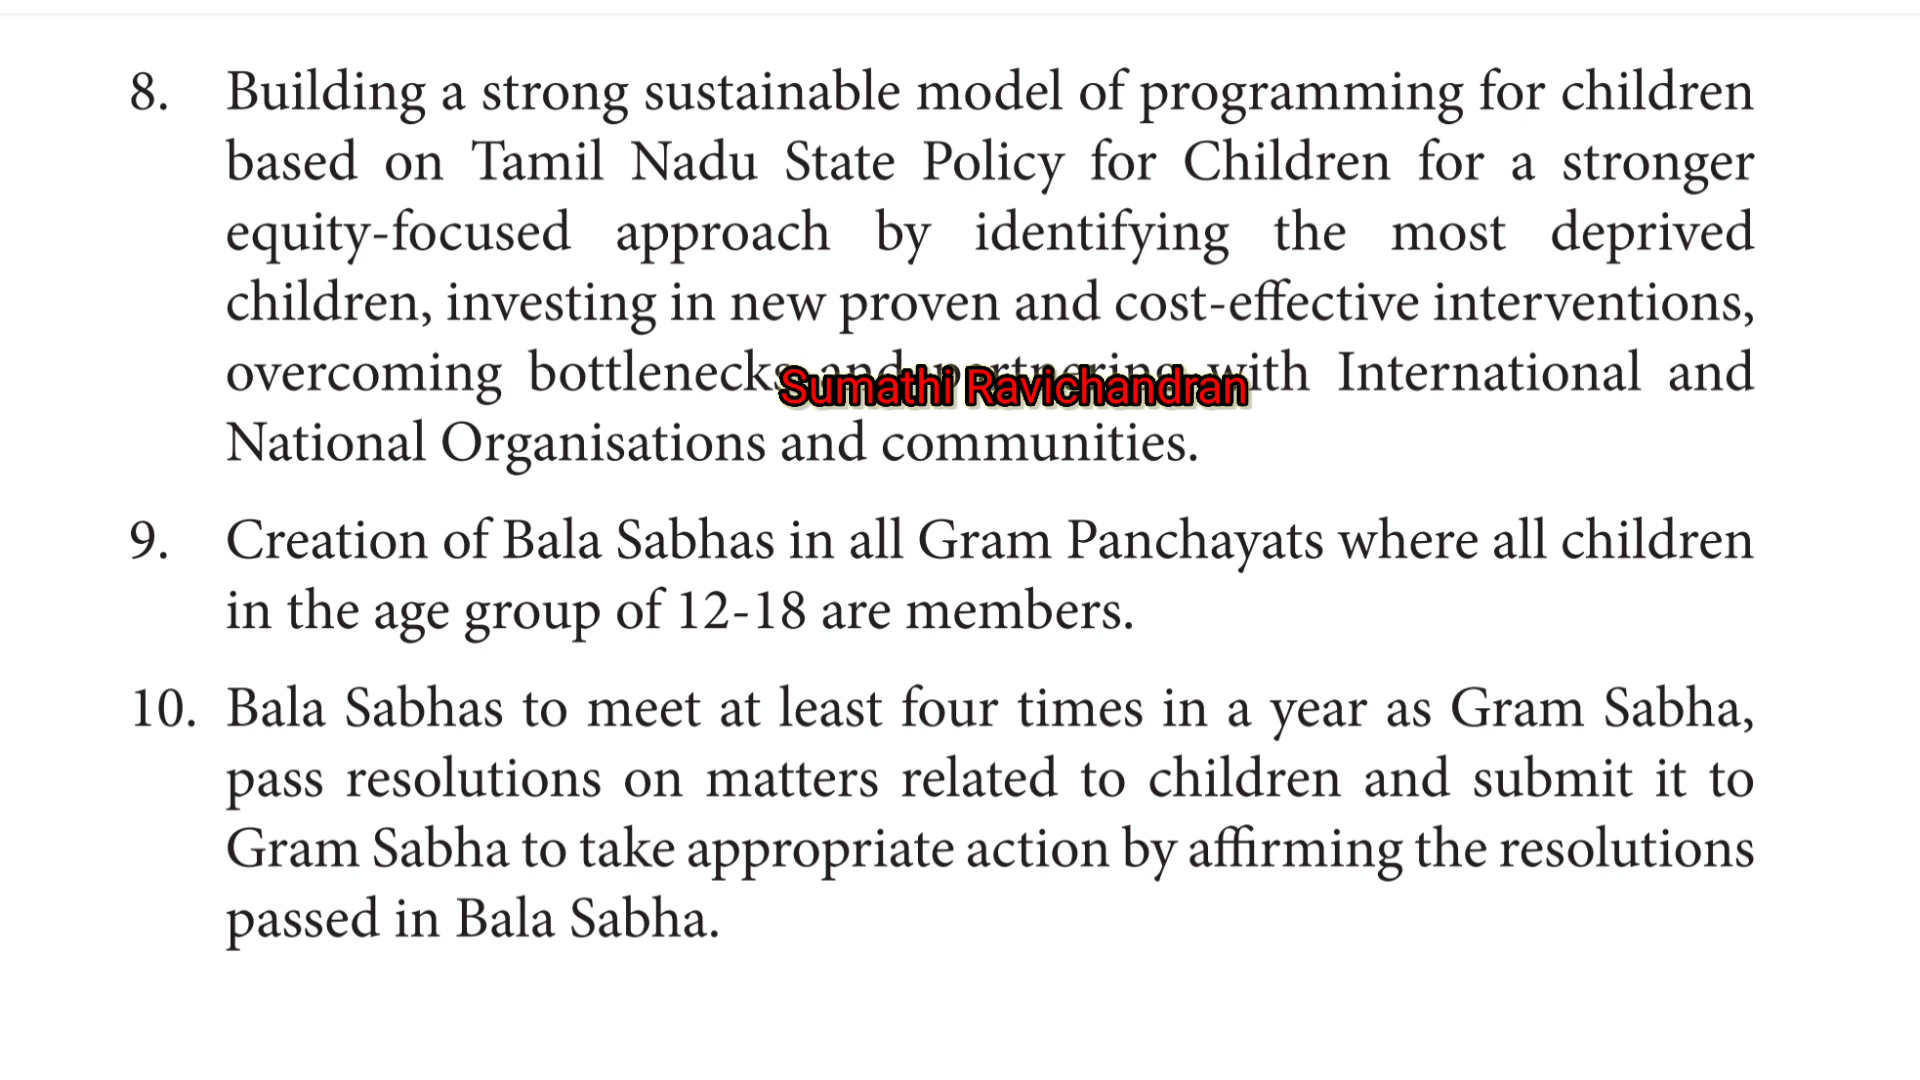 8. Building a strong sustainable model of programming for children
based on Tamil Nadu State Policy for Children for a stronger
equity-focused approach by identifying the most deprived
children, investing in new proven and cost-effective interventions,
overcoming bottlenecks and partnering with International and
Sumathi Ravichandran
National Organisations and communities.
9. Creation of Bala Sabhas in all Gram Panchayats where all children
in the age group of 12-18 are members.
10. Bala Sabhas to meet at least four times in a year as Gram Sabha,
pass resolutions on matters related to children and submit it to
Gram Sabha to take appropriate action by affirming the resolutions
passed in Bala Sabha.